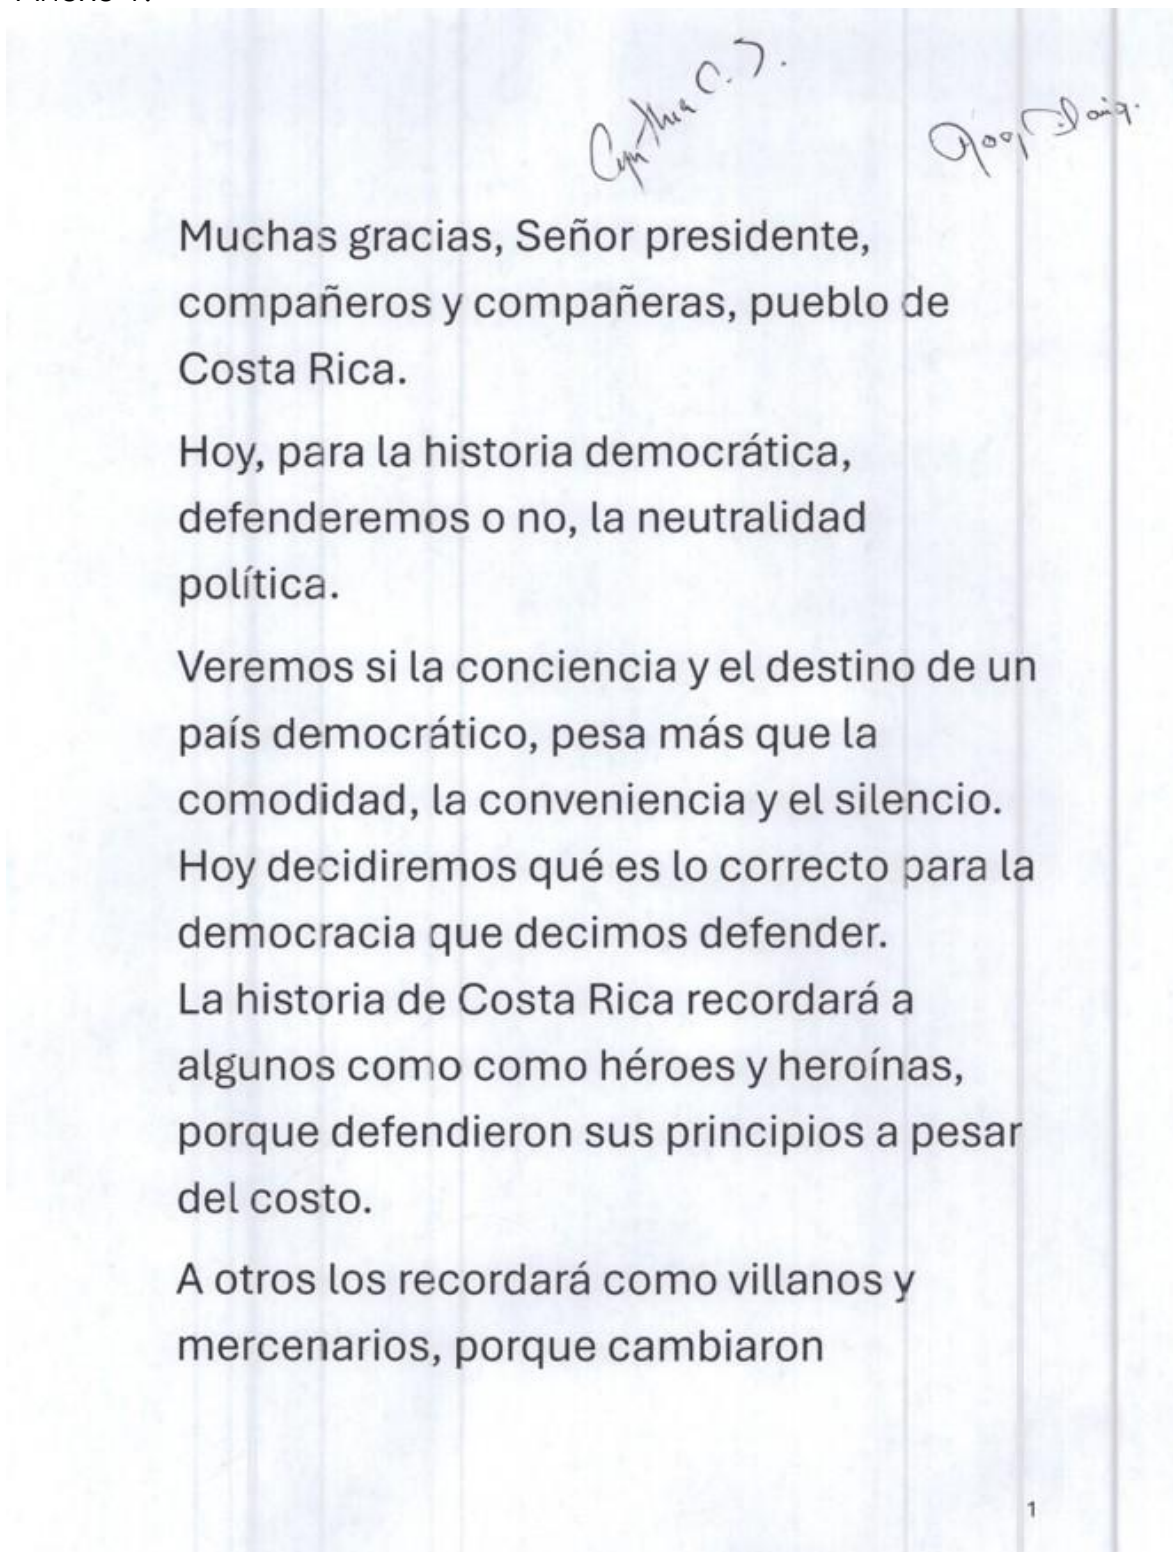 Muchas gracias, Señor presidente,
compañeros y compañeras, pueblo de
Costa Rica.
Hoy, para la historia democrática,
defenderemos o no, la neutralidad
política.
Veremos si la conciencia y el destino de un
país democrático, pesa más que la
comodidad, la conveniencia y el silencio.
Hoy decidiremos qué es lo correcto para la
democracia que decimos defender.
La historia de Costa Rica recordará a
algunos como como héroes y heroínas,
porque defendieron sus principios a pesar
del costo.
A otros los recordará como villanos y
mercenarios, porque cambiaron
1